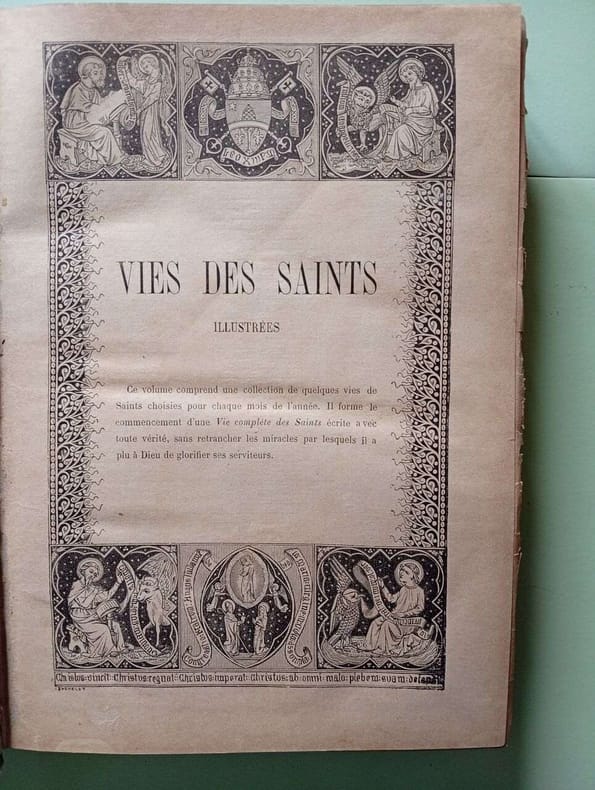 VIES DES SAINTS
ILLUSTRÉES
Ce volume comprend une collection de quelques vies de
Saints choisies pour chaque mois de l'année. Il forme le
commencement d'une Vie complète des Saints écrite avec
toute vérité, sans retrancher les miracles par lesquels il a
plu à Dieu de glorifier ses serviteurs.
Christus vincit: Christus regnat: Christus imperat: Christus: ab: omni malo: plebem: suam: